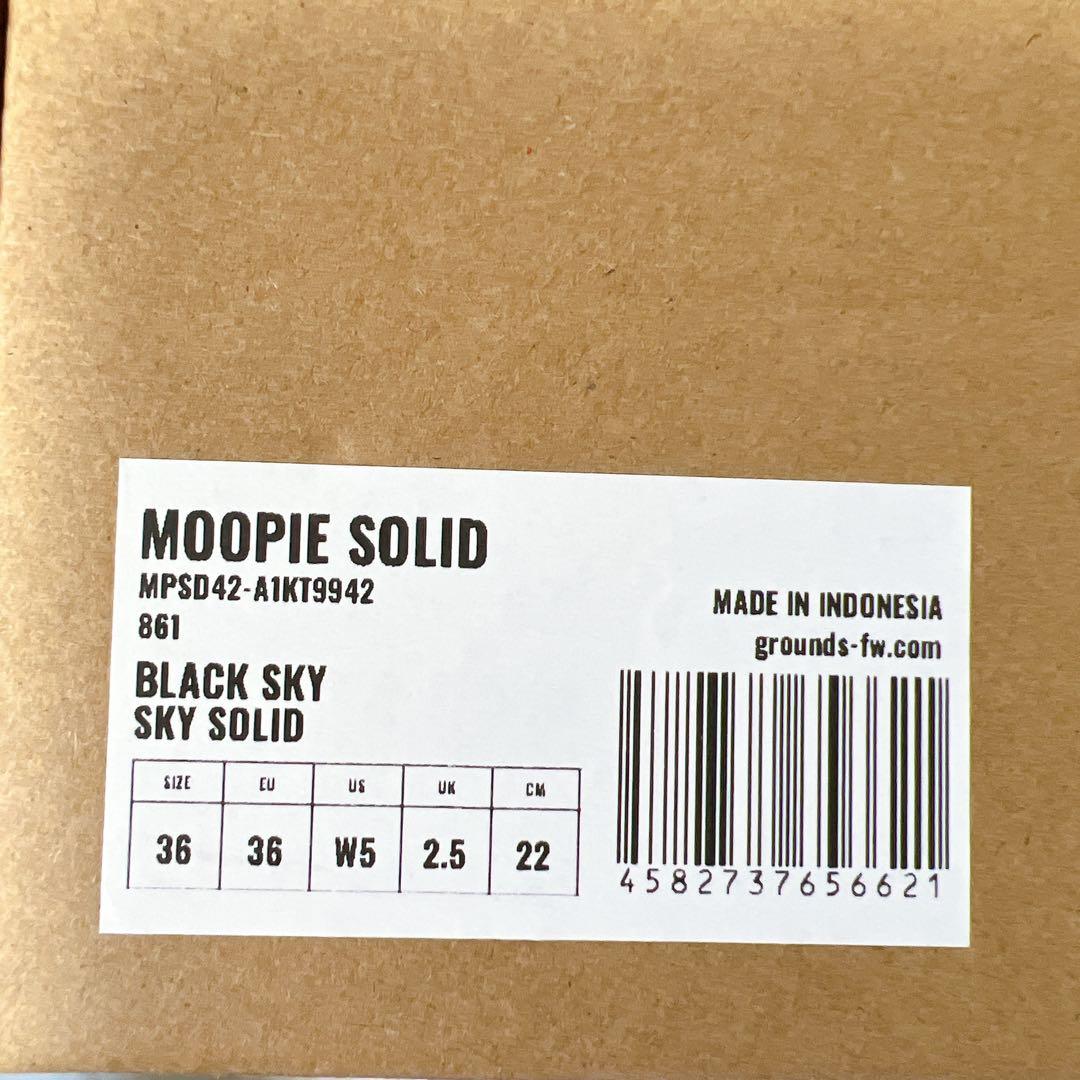 MOOPIE SOLID
MPSD42-A1KT9942
861
BLACK SKY
SKY SOLID
SIZE EU US UK CM
36 36 W5 2.5 22
MADE IN INDONESIA
grounds-fw.com
4582737656621